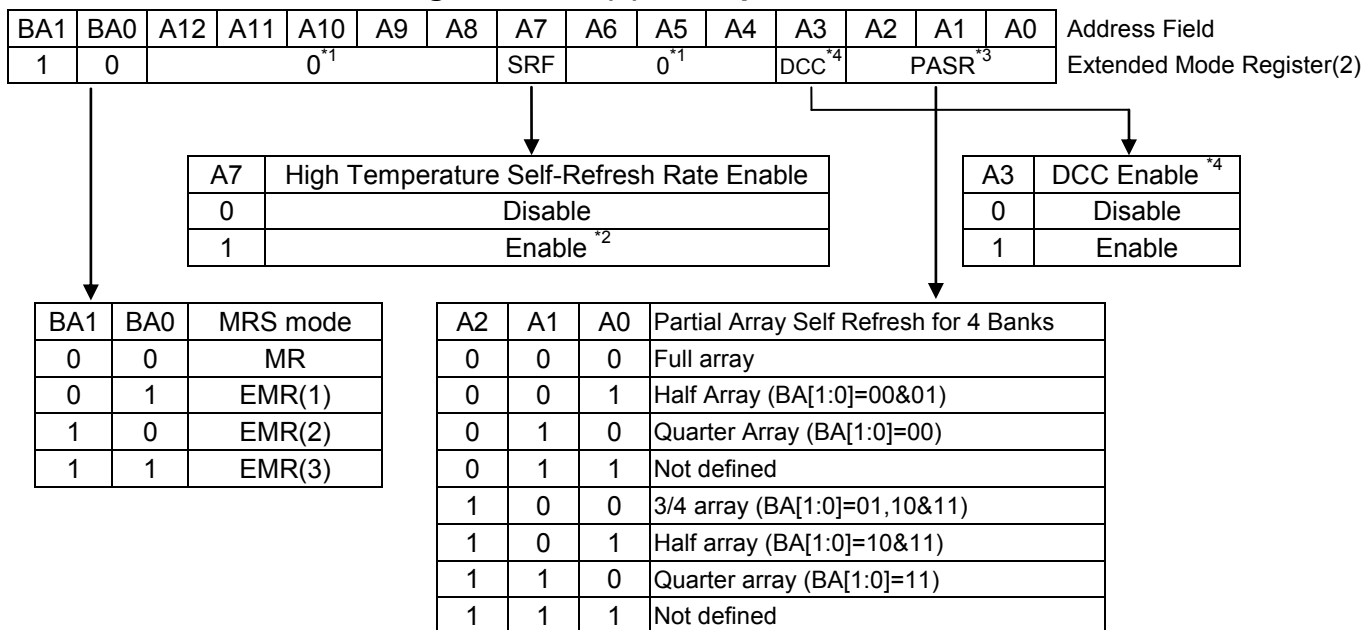 BA1 BA0 A12 A11 A10 A9 A8 A7 A6 A5 A4 A3 A2 A1 A0 Address Field
1 0 0*1 SRF 0*1 DCC*4 PASR*3 Extended Mode Register(2)
A7 High Temperature Self-Refresh Rate Enable
0 Disable
1 Enable *2
A3 DCC Enable *4
0 Disable
1 Enable
BA1 BA0 MRS mode
0 0 MR
0 1 EMR(1)
1 0 EMR(2)
1 1 EMR(3)
A2 A1 A0 Partial Array Self Refresh for 4 Banks
0 0 0 Full array
0 0 1 Half Array (BA[1:0]=00&01)
0 1 0 Quarter Array (BA[1:0]=00)
0 1 1 Not defined
1 0 0 3/4 array (BA[1:0]=01,10&11)
1 0 1 Half array (BA[1:0]=10&11)
1 1 0 Quarter array (BA[1:0]=11)
1 1 1 Not defined